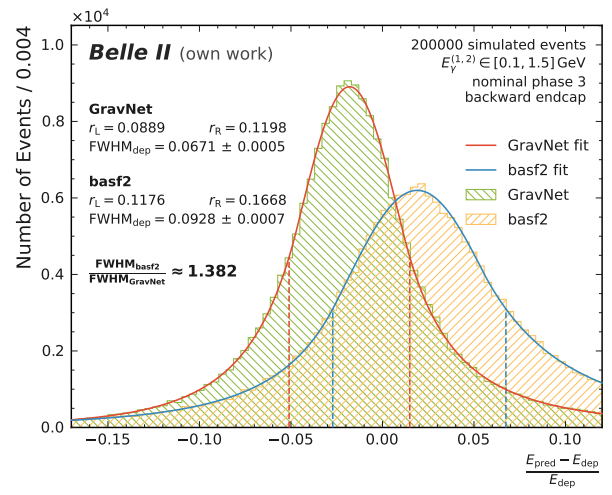 ×10⁴
Belle II (own work)
200000 simulated events
E_γ^(1,2) ∈ [0.1, 1.5] GeV
nominal phase 3
backward endcap
GravNet
r_L = 0.0889 r_R = 0.1198
FWHM_dep = 0.0671 ± 0.0005
basf2
r_L = 0.1176 r_R = 0.1668
FWHM_dep = 0.0928 ± 0.0007
FWHM_basf2 / FWHM_GravNet ≈ 1.382
GravNet fit
basf2 fit
GravNet
basf2
Number of Events / 0.004
1.0
0.8
0.6
0.4
0.2
0.0
−0.15 −0.10 −0.05 0.00 0.05 0.10
E_pred − E_dep
E_dep